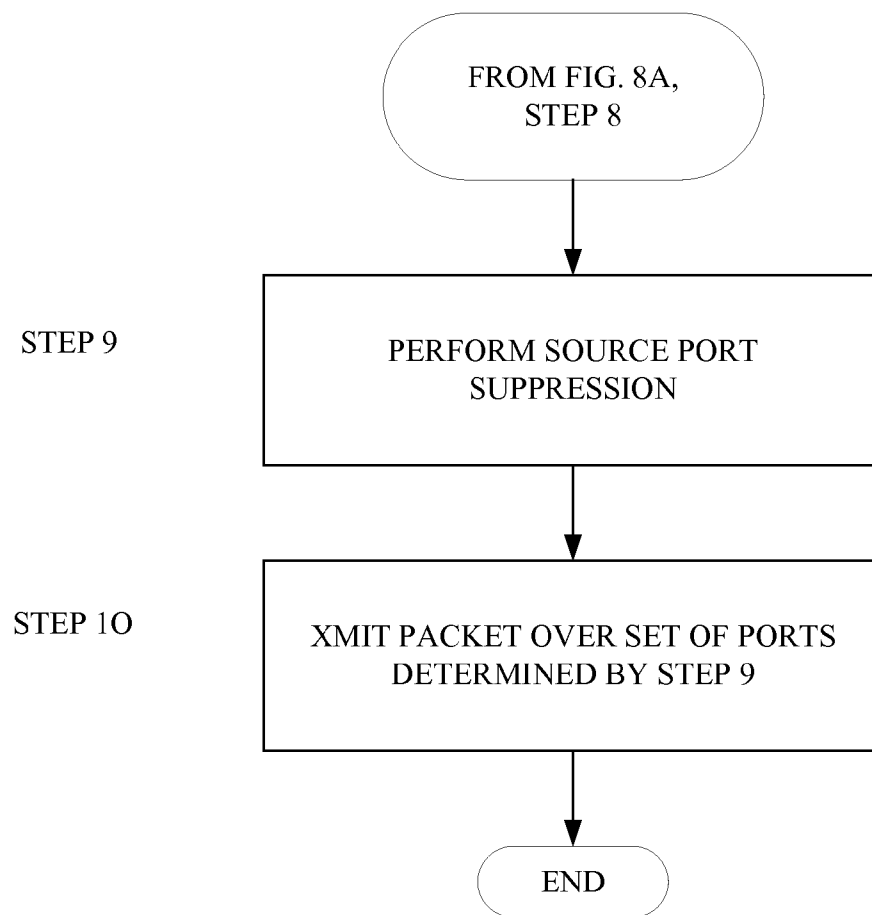 FROM FIG. 8A,
STEP 8
STEP 9
PERFORM SOURCE PORT
SUPPRESSION
STEP 1O
XMIT PACKET OVER SET OF PORTS
DETERMINED BY STEP 9
END